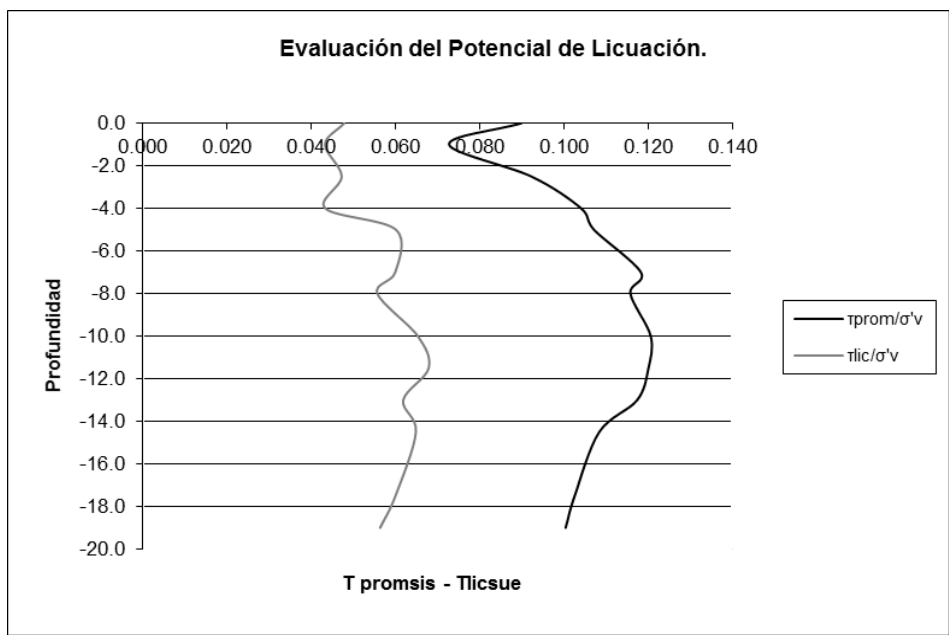 Evaluación del Potencial de Licuación.
0.0
0.000 0.020 0.040 0.060 0.080 0.100 0.120 0.140
-2.0
-4.0
-6.0
-8.0
-10.0
-12.0
-14.0
-16.0
-18.0
-20.0
Profundidad
τprom/σ'v
τlic/σ'v
T promsis - Tlicsue